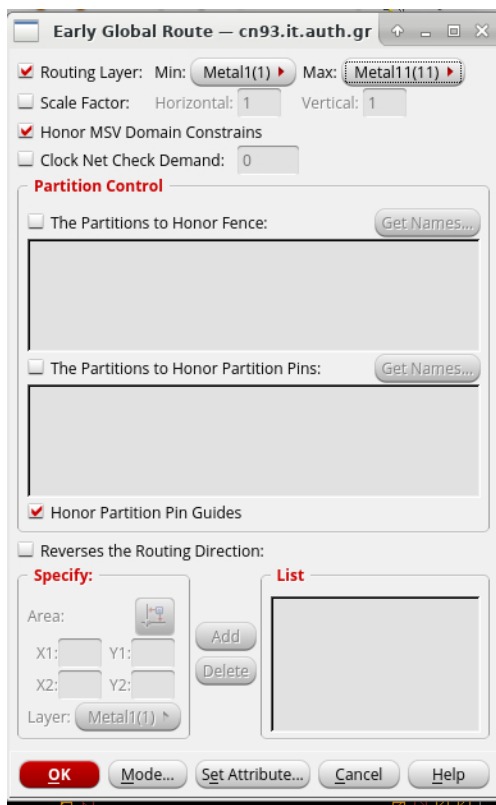 Early Global Route — cn93.it.auth.gr
Routing Layer: Min: Metal1(1) Max: Metal11(11)
Scale Factor: Horizontal: 1 Vertical: 1
Honor MSV Domain Constrains
Clock Net Check Demand: 0
Partition Control
The Partitions to Honor Fence: Get Names...
The Partitions to Honor Partition Pins: Get Names...
Honor Partition Pin Guides
Reverses the Routing Direction:
Specify:
Area:
X1: Y1:
X2: Y2:
Layer: Metal1(1)
Add
Delete
List
OK Mode... Set Attribute... Cancel Help